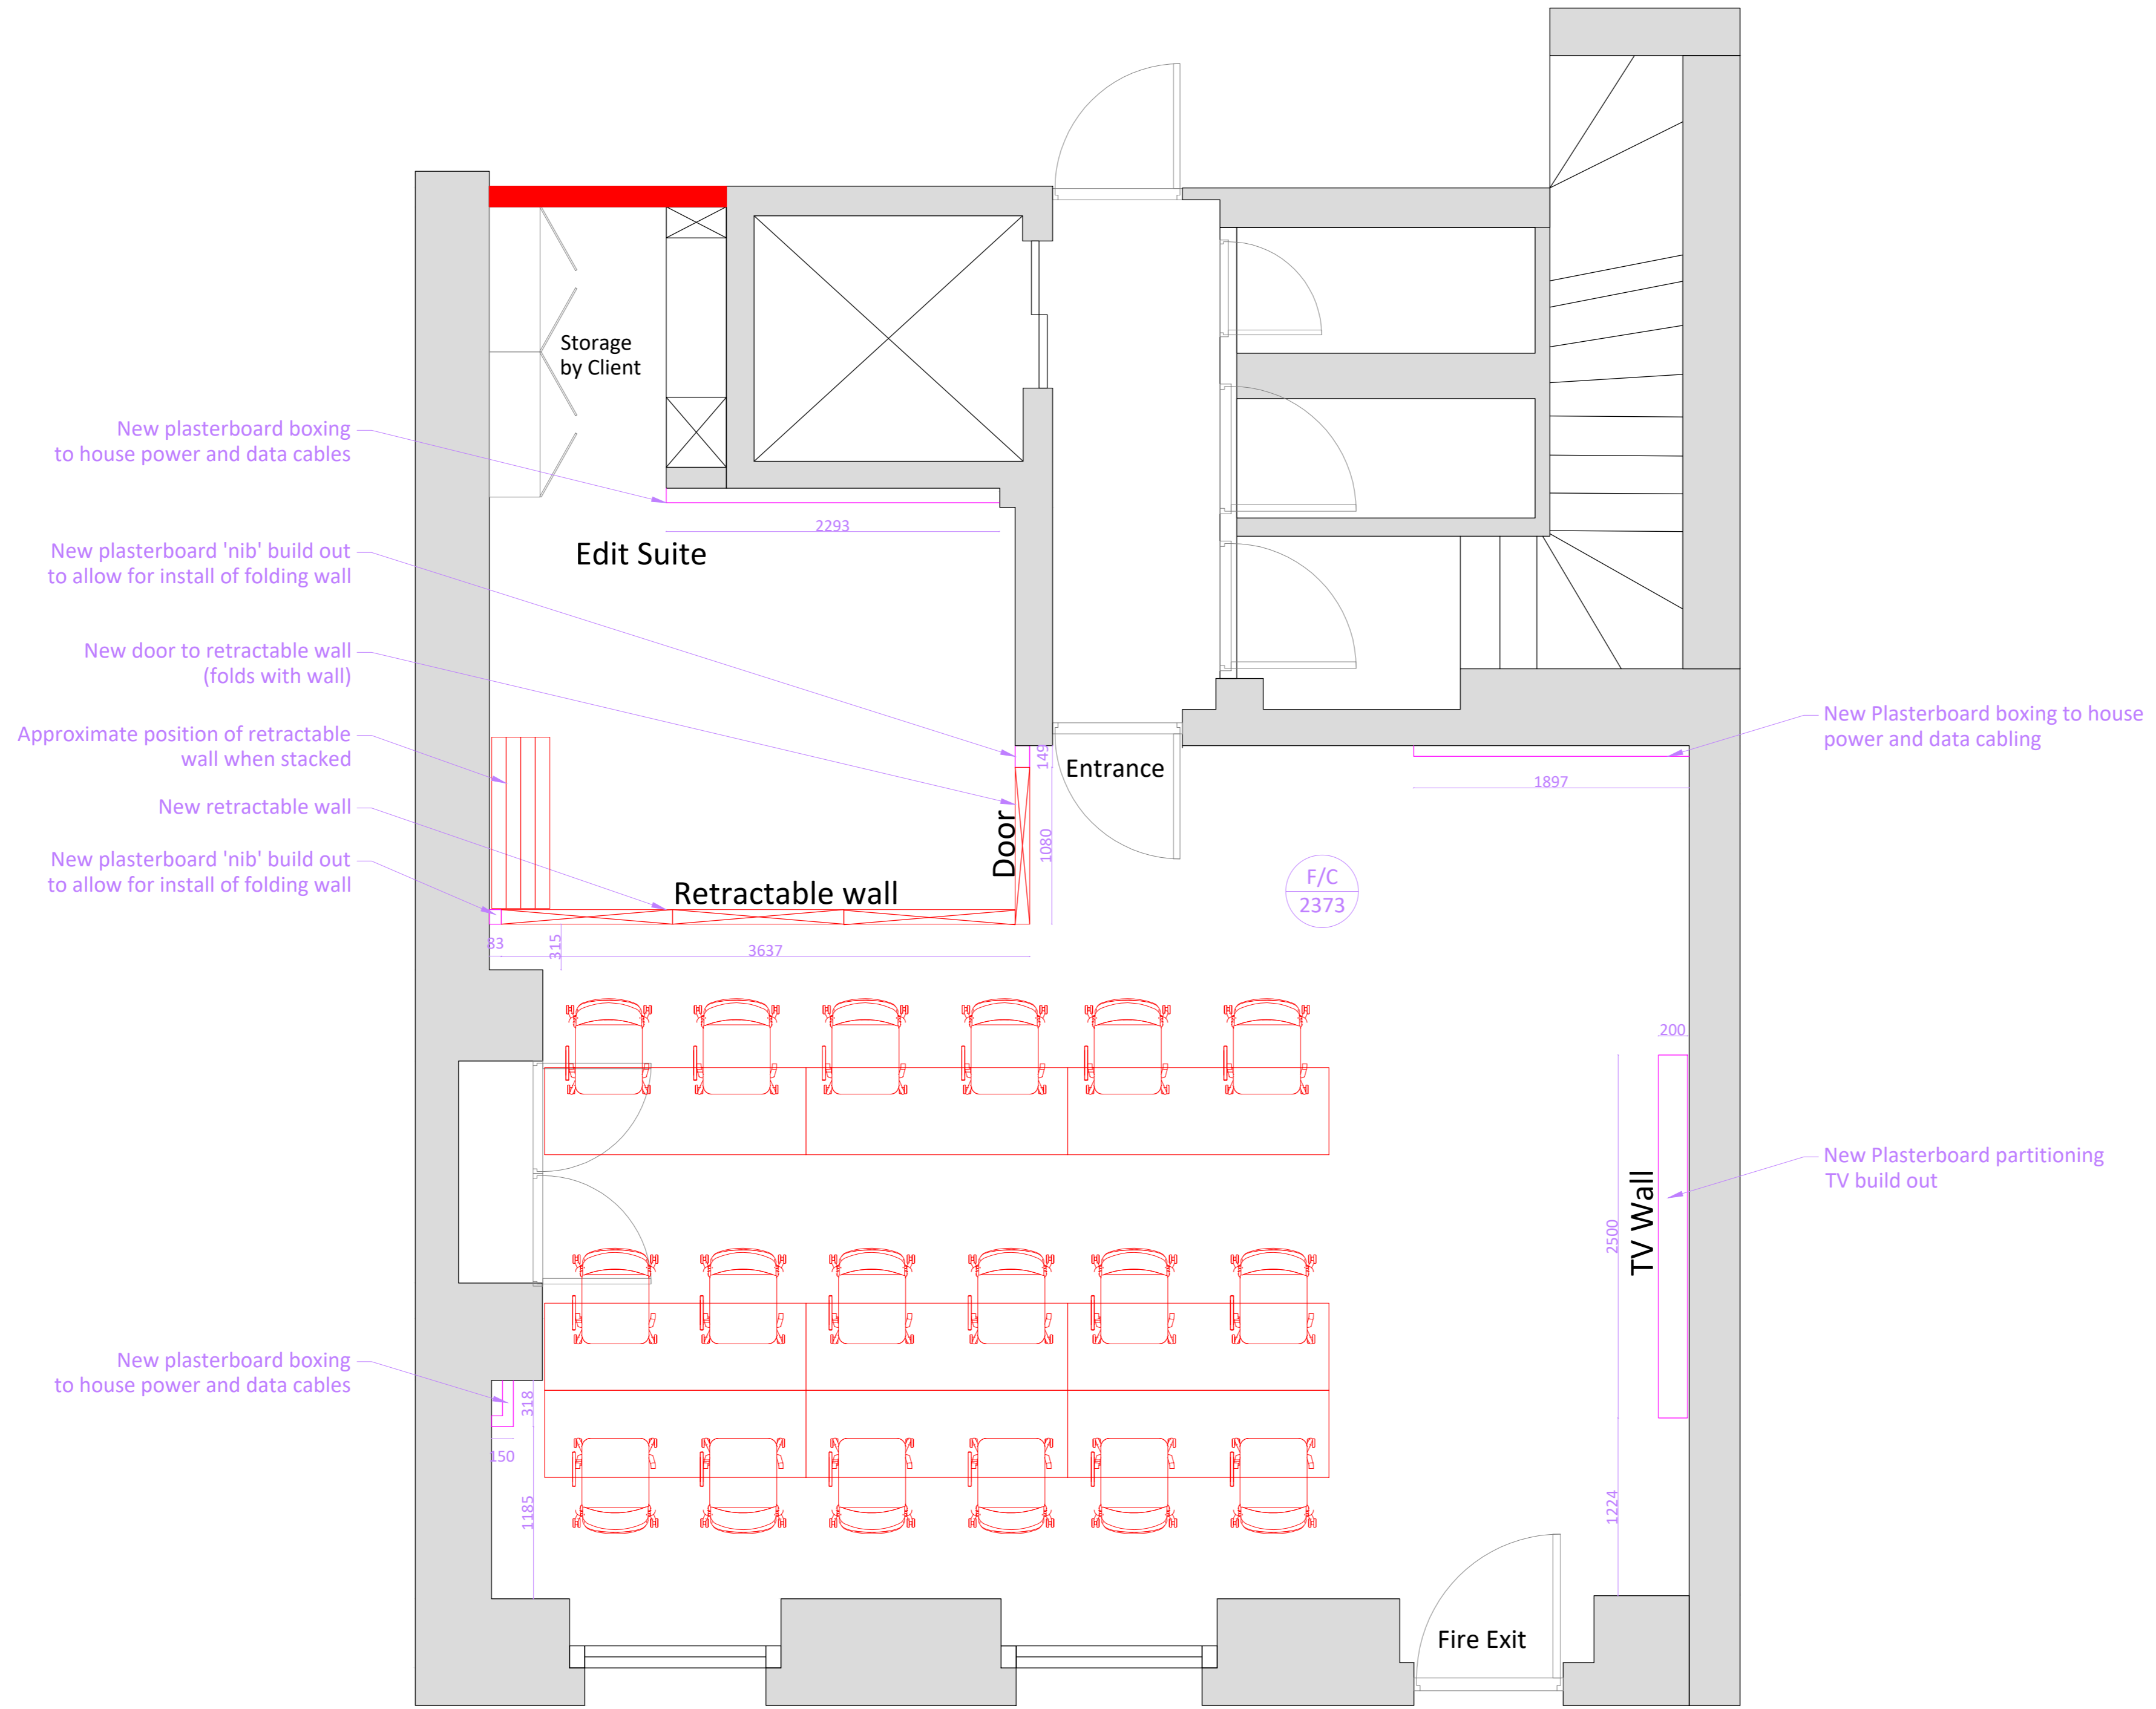 Storage
by Client
New plasterboard boxing
to house power and data cables
2293
New plasterboard 'nib' build out
to allow for install of folding wall
Edit Suite
New door to retractable wall
(folds with wall)
New Plasterboard boxing to house
power and data cabling
Approximate position of retractable
wall when stacked
149
Entrance
1897
New retractable wall
Door
1080
New plasterboard 'nib' build out
to allow for install of folding wall
Retractable wall
F/C
2373
83
315
3637
200
New Plasterboard partitioning
TV build out
TV Wall
2500
New plasterboard boxing
to house power and data cables
318
150
1185
1224
Fire Exit